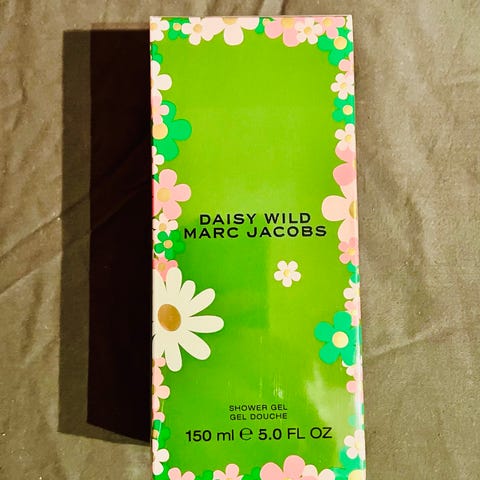 DAISY WILD
MARC JACOBS
SHOWER GEL
GEL DOUCHE
150 ml ℮ 5.0 FL OZ